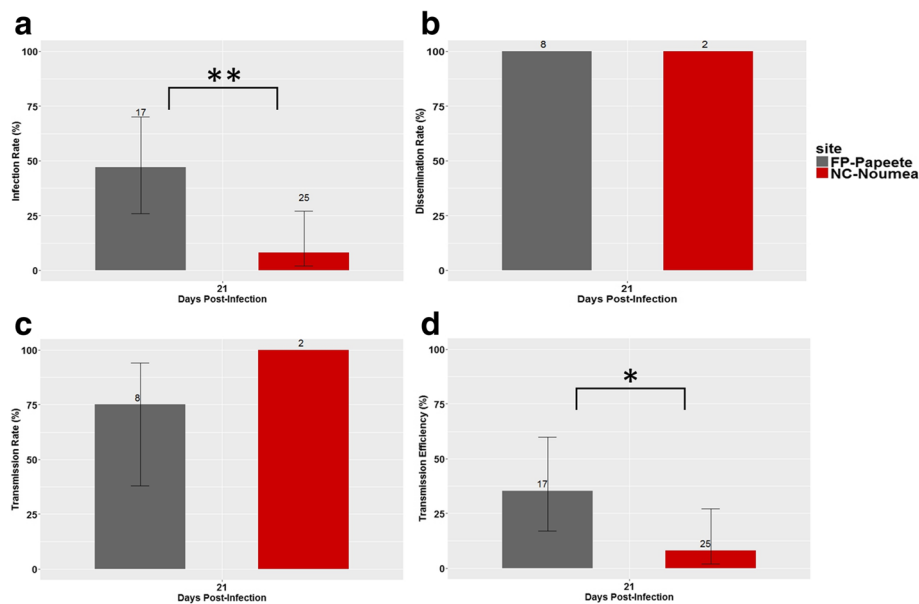 a
100
75
50
25
0
Infection Rate (%)
**
17
25
21
Days Post-Infection
b
100
75
50
25
0
Dissemination Rate (%)
8
2
21
Days Post-Infection
site
FP-Papeete
NC-Noumea
c
100
75
50
25
0
Transmission Rate (%)
8
2
21
Days Post-Infection
d
100
75
50
25
0
Transmission Efficiency (%)
*
17
25
21
Days Post-Infection